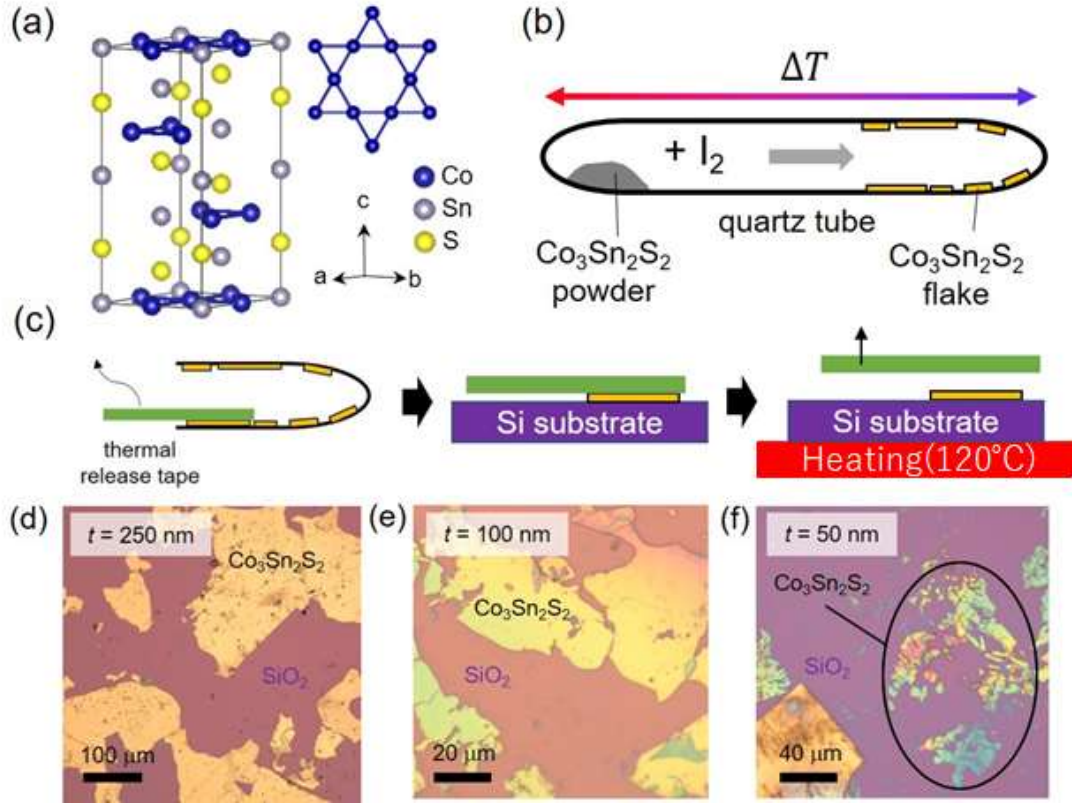 (a)
Co
Sn
S
c
a
b
(b)
ΔT
+ I₂
quartz tube
Co₃Sn₂S₂
powder
Co₃Sn₂S₂
flake
(c)
thermal
release tape
Si substrate
Si substrate
Heating(120°C)
(d)
t = 250 nm
Co₃Sn₂S₂
SiO₂
100 μm
(e)
t = 100 nm
Co₃Sn₂S₂
SiO₂
20 μm
(f)
t = 50 nm
Co₃Sn₂S₂
SiO₂
40 μm